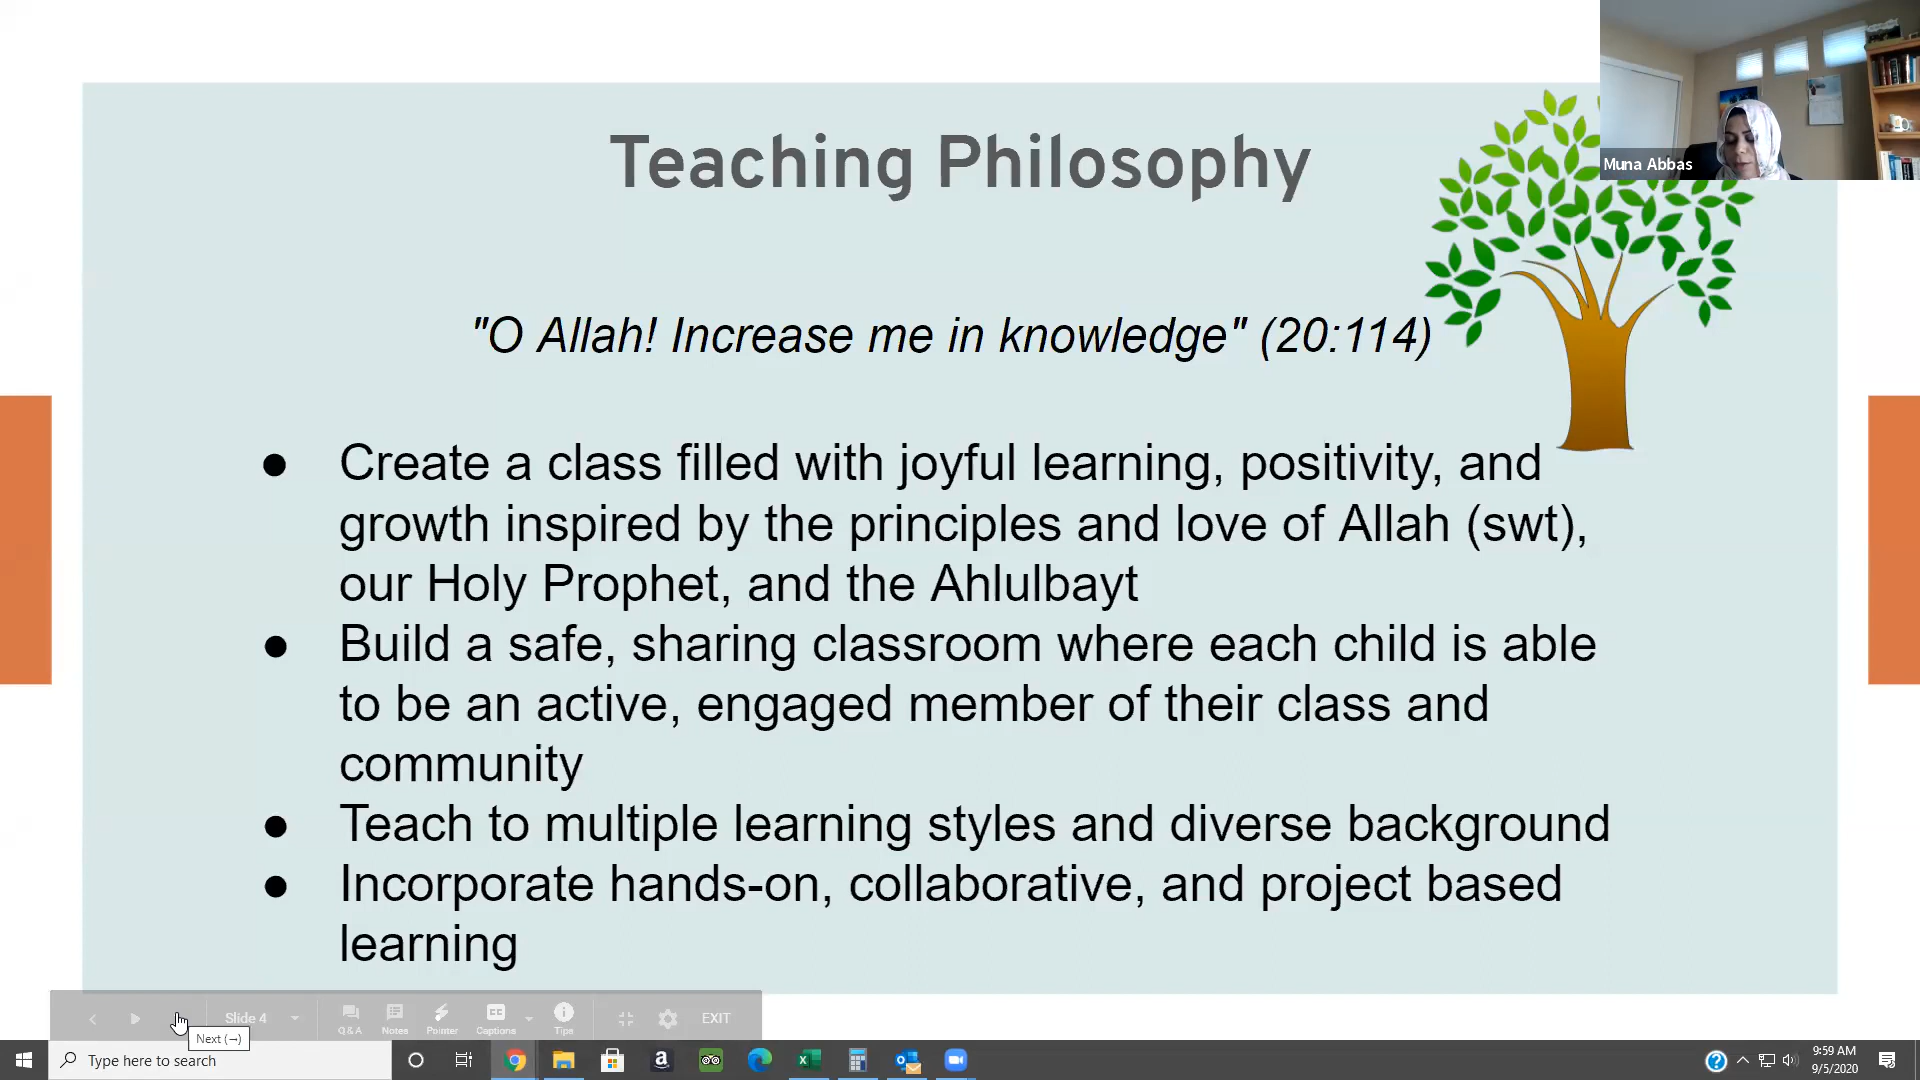 Teaching Philosophy
Muna Abbas
"O Allah! Increase me in knowledge" (20:114)
● Create a class filled with joyful learning, positivity, and
growth inspired by the principles and love of Allah (swt),
our Holy Prophet, and the Ahlulbayt
● Build a safe, sharing classroom where each child is able
to be an active, engaged member of their class and
community
● Teach to multiple learning styles and diverse background
● Incorporate hands-on, collaborative, and project based
learning
Slide 4
Q&A
Notes
Pointer
CC
Captions
Tips
EXIT
Next (→)
Type here to search
9:59 AM
9/5/2020